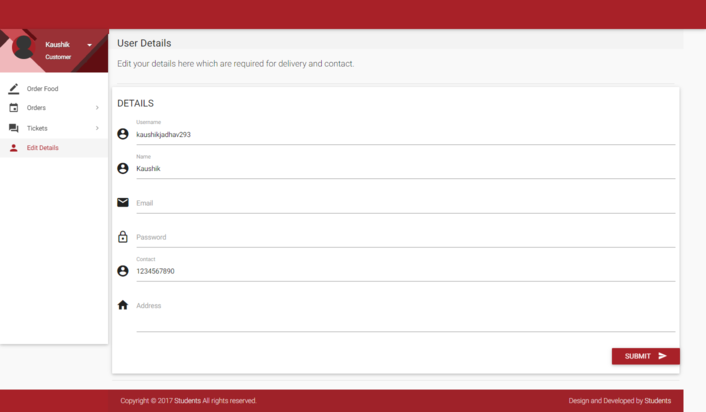 Kaushik
Customer
Order Food
Orders
Tickets
Edit Details
User Details
Edit your details here which are required for delivery and contact.
DETAILS
Username
kaushikjadhav293
Name
Kaushik
Email
Password
Contact
1234567890
Address
SUBMIT
Copyright © 2017 Students All rights reserved.
Design and Developed by Students